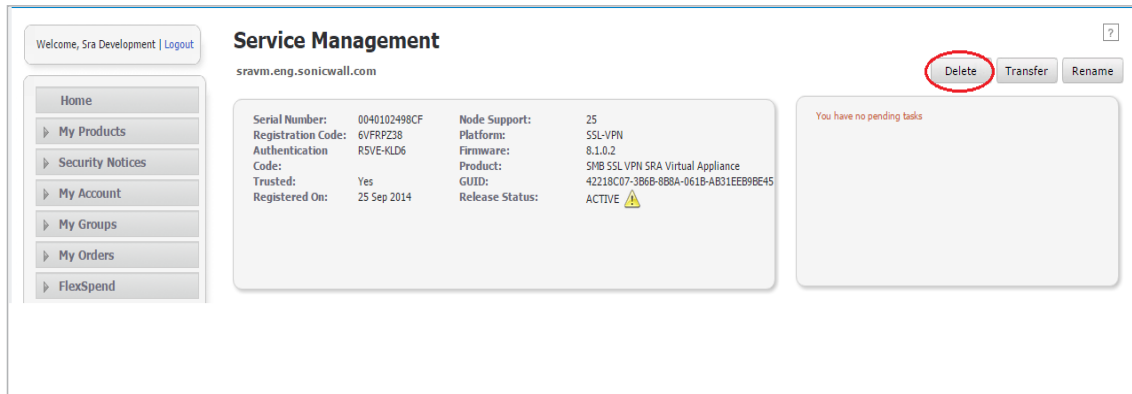 Welcome, Sra Development | Logout
Service Management
?
sravm.eng.sonicwall.com
Delete
Transfer
Rename
Home
My Products
Security Notices
My Account
My Groups
My Orders
FlexSpend
Serial Number: 0040102498CF
Registration Code: 6VFRPZ38
Authentication R5VE-KLD6
Code:
Trusted: Yes
Registered On: 25 Sep 2014
Node Support: 25
Platform: SSL-VPN
Firmware: 8.1.0.2
Product: SMB SSL VPN SRA Virtual Appliance
GUID: 42218C07-3B6B-8B8A-061B-AB31EEB9BE45
Release Status: ACTIVE
You have no pending tasks